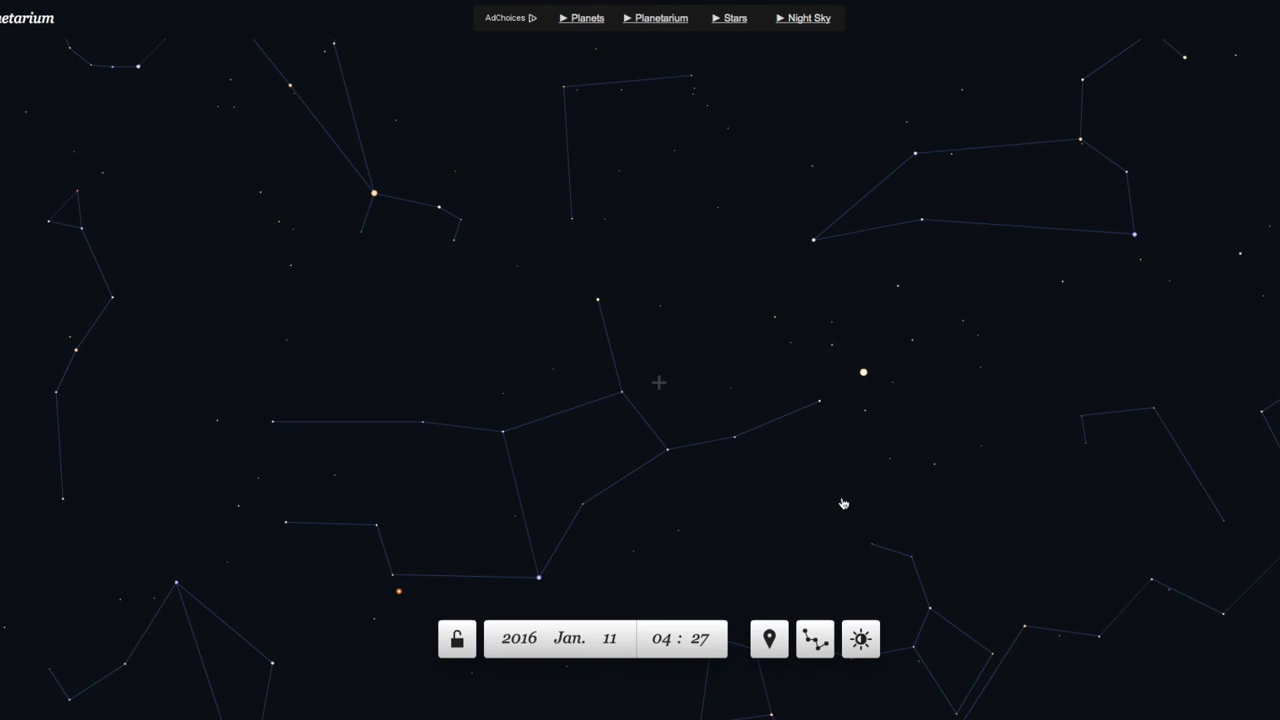 etarium
AdChoices
► Planets
► Planetarium
► Stars
► Night Sky
2016 Jan. 11 04 : 27